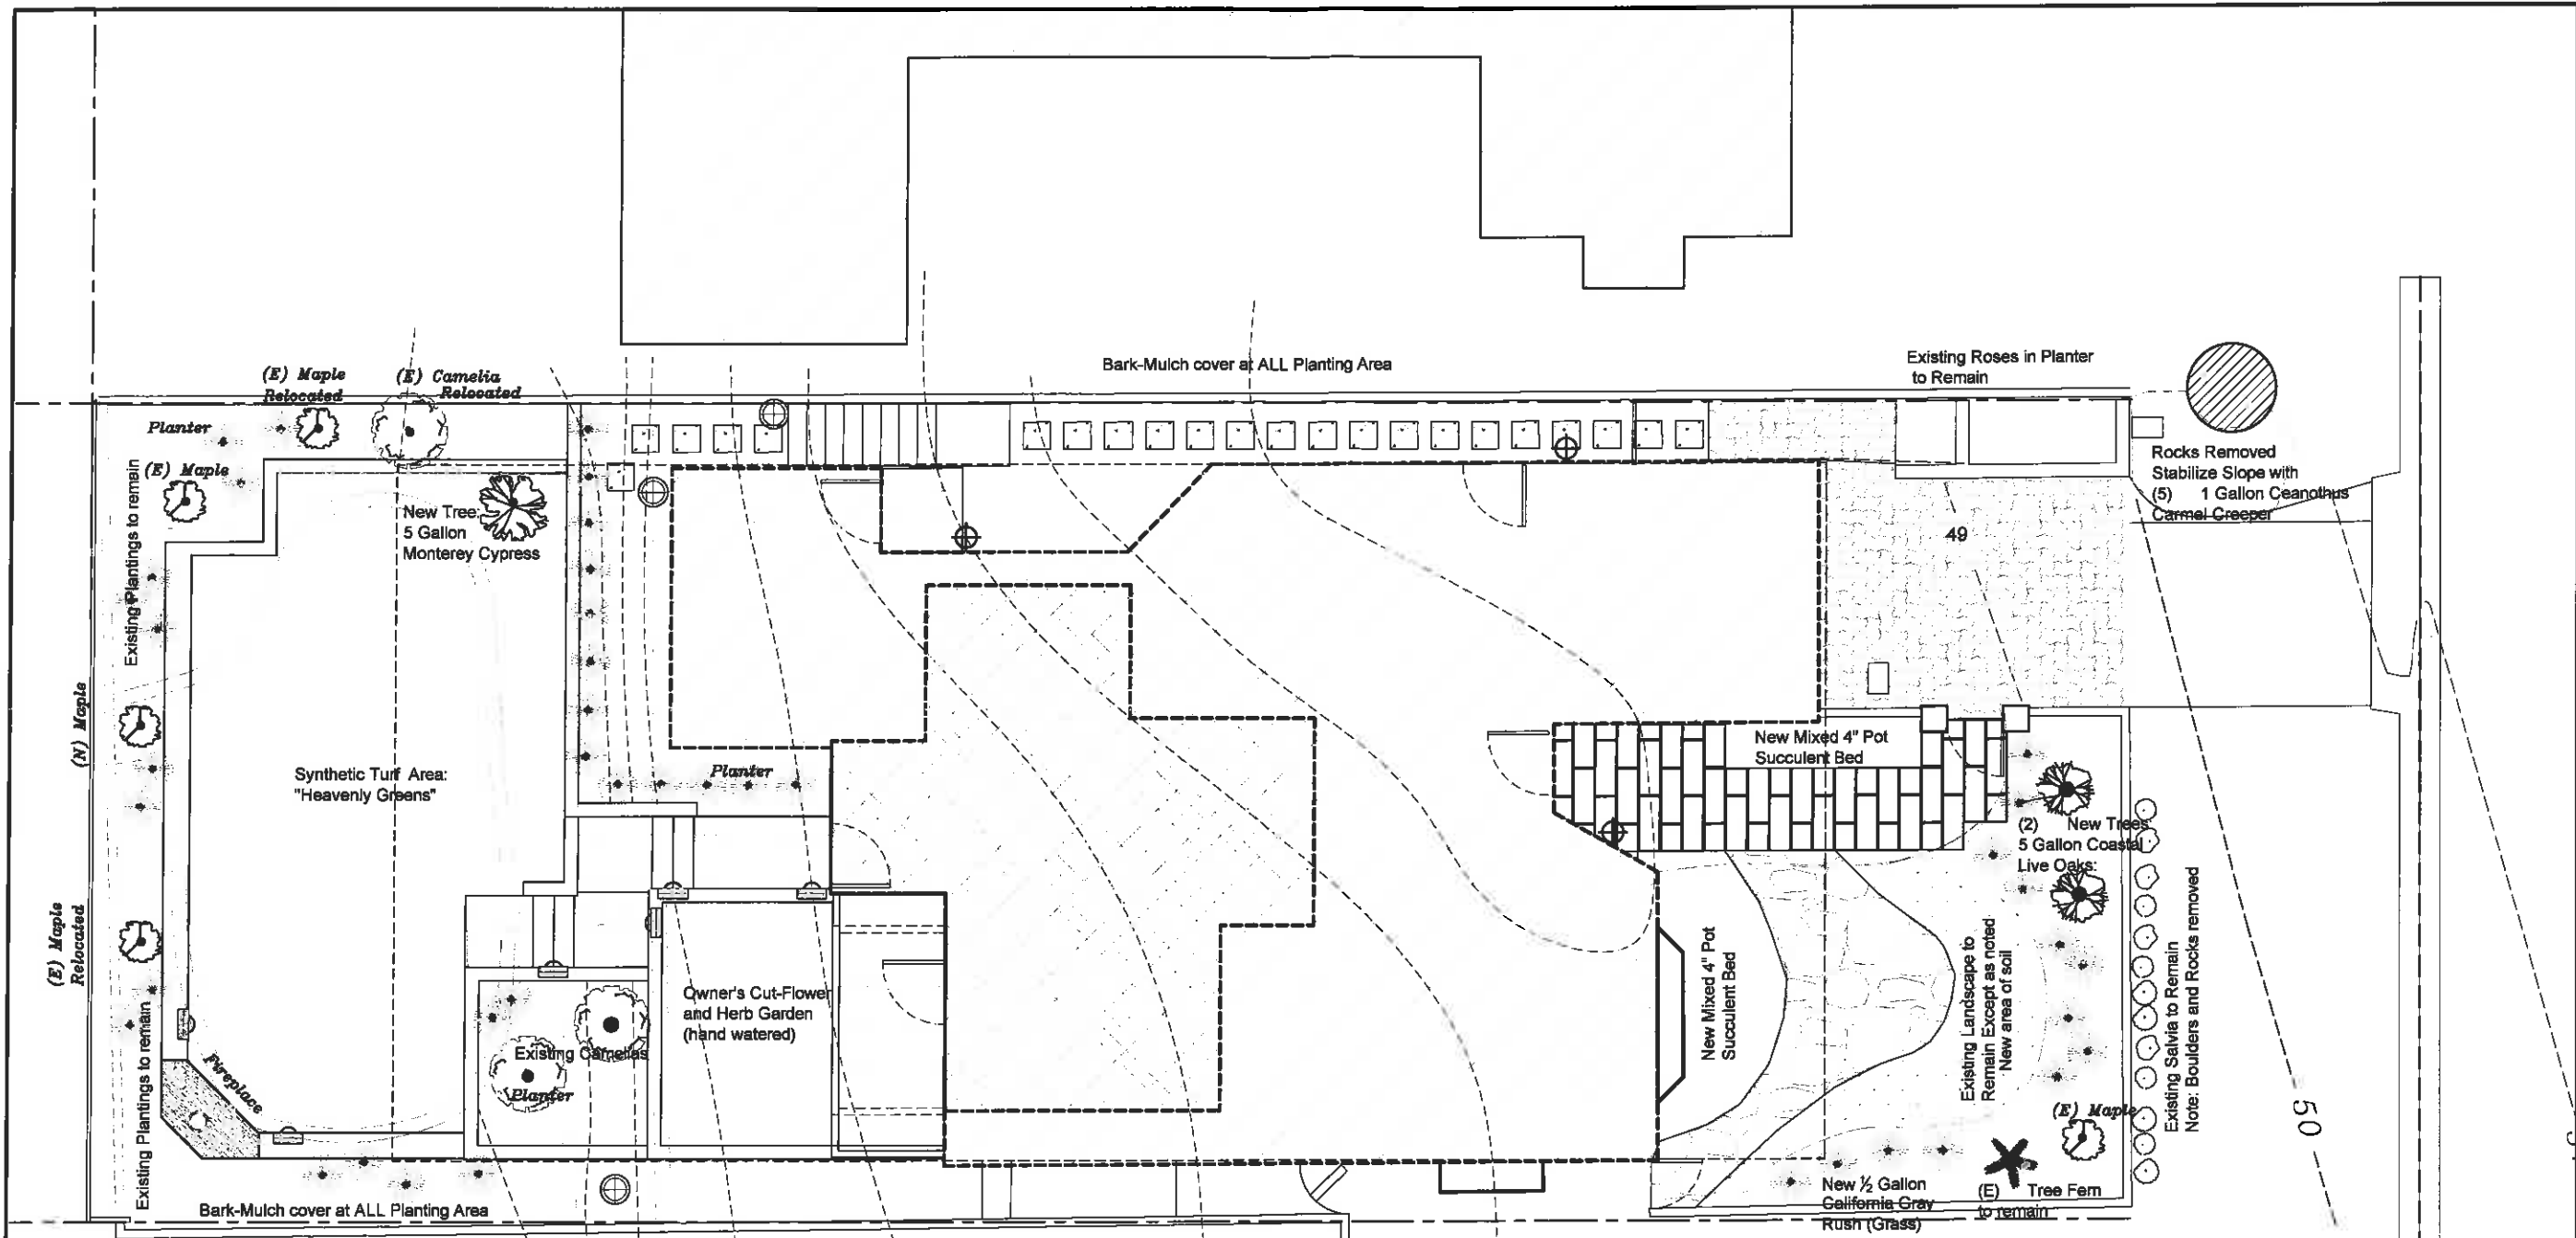 Bark-Mulch cover at ALL Planting Area
Existing Roses in Planter
to Remain
(E) Maple
Relocated
(E) Camelia
Relocated
Planter
(E) Maple
Existing Plantings to remain
New Tree:
5 Gallon
Monterey Cypress
Rocks Removed
Stabilize Slope with
(5) 1 Gallon Ceanothus
Carmel Creeper
49
(N) Maple
Synthetic Turf Area:
"Heavenly Greens"
Planter
New Mixed 4" Pot
Succulent Bed
(2) New Trees
5 Gallon Coastal
Live Oaks:
(E) Maple
Relocated
Existing Plantings to remain
Fireplace
Existing Camelias
Planter
Owner's Cut-Flower
and Herb Garden
(hand watered)
New Mixed 4" Pot
Succulent Bed
Existing Landscape to
Remain Except as noted
New area of soil
Existing Salvia to Remain
Note: Boulders and Rocks removed
(E) Maple
50
Bark-Mulch cover at ALL Planting Area
New ½ Gallon
California Gray
Rush (Grass)
(E) Tree Fern
to remain